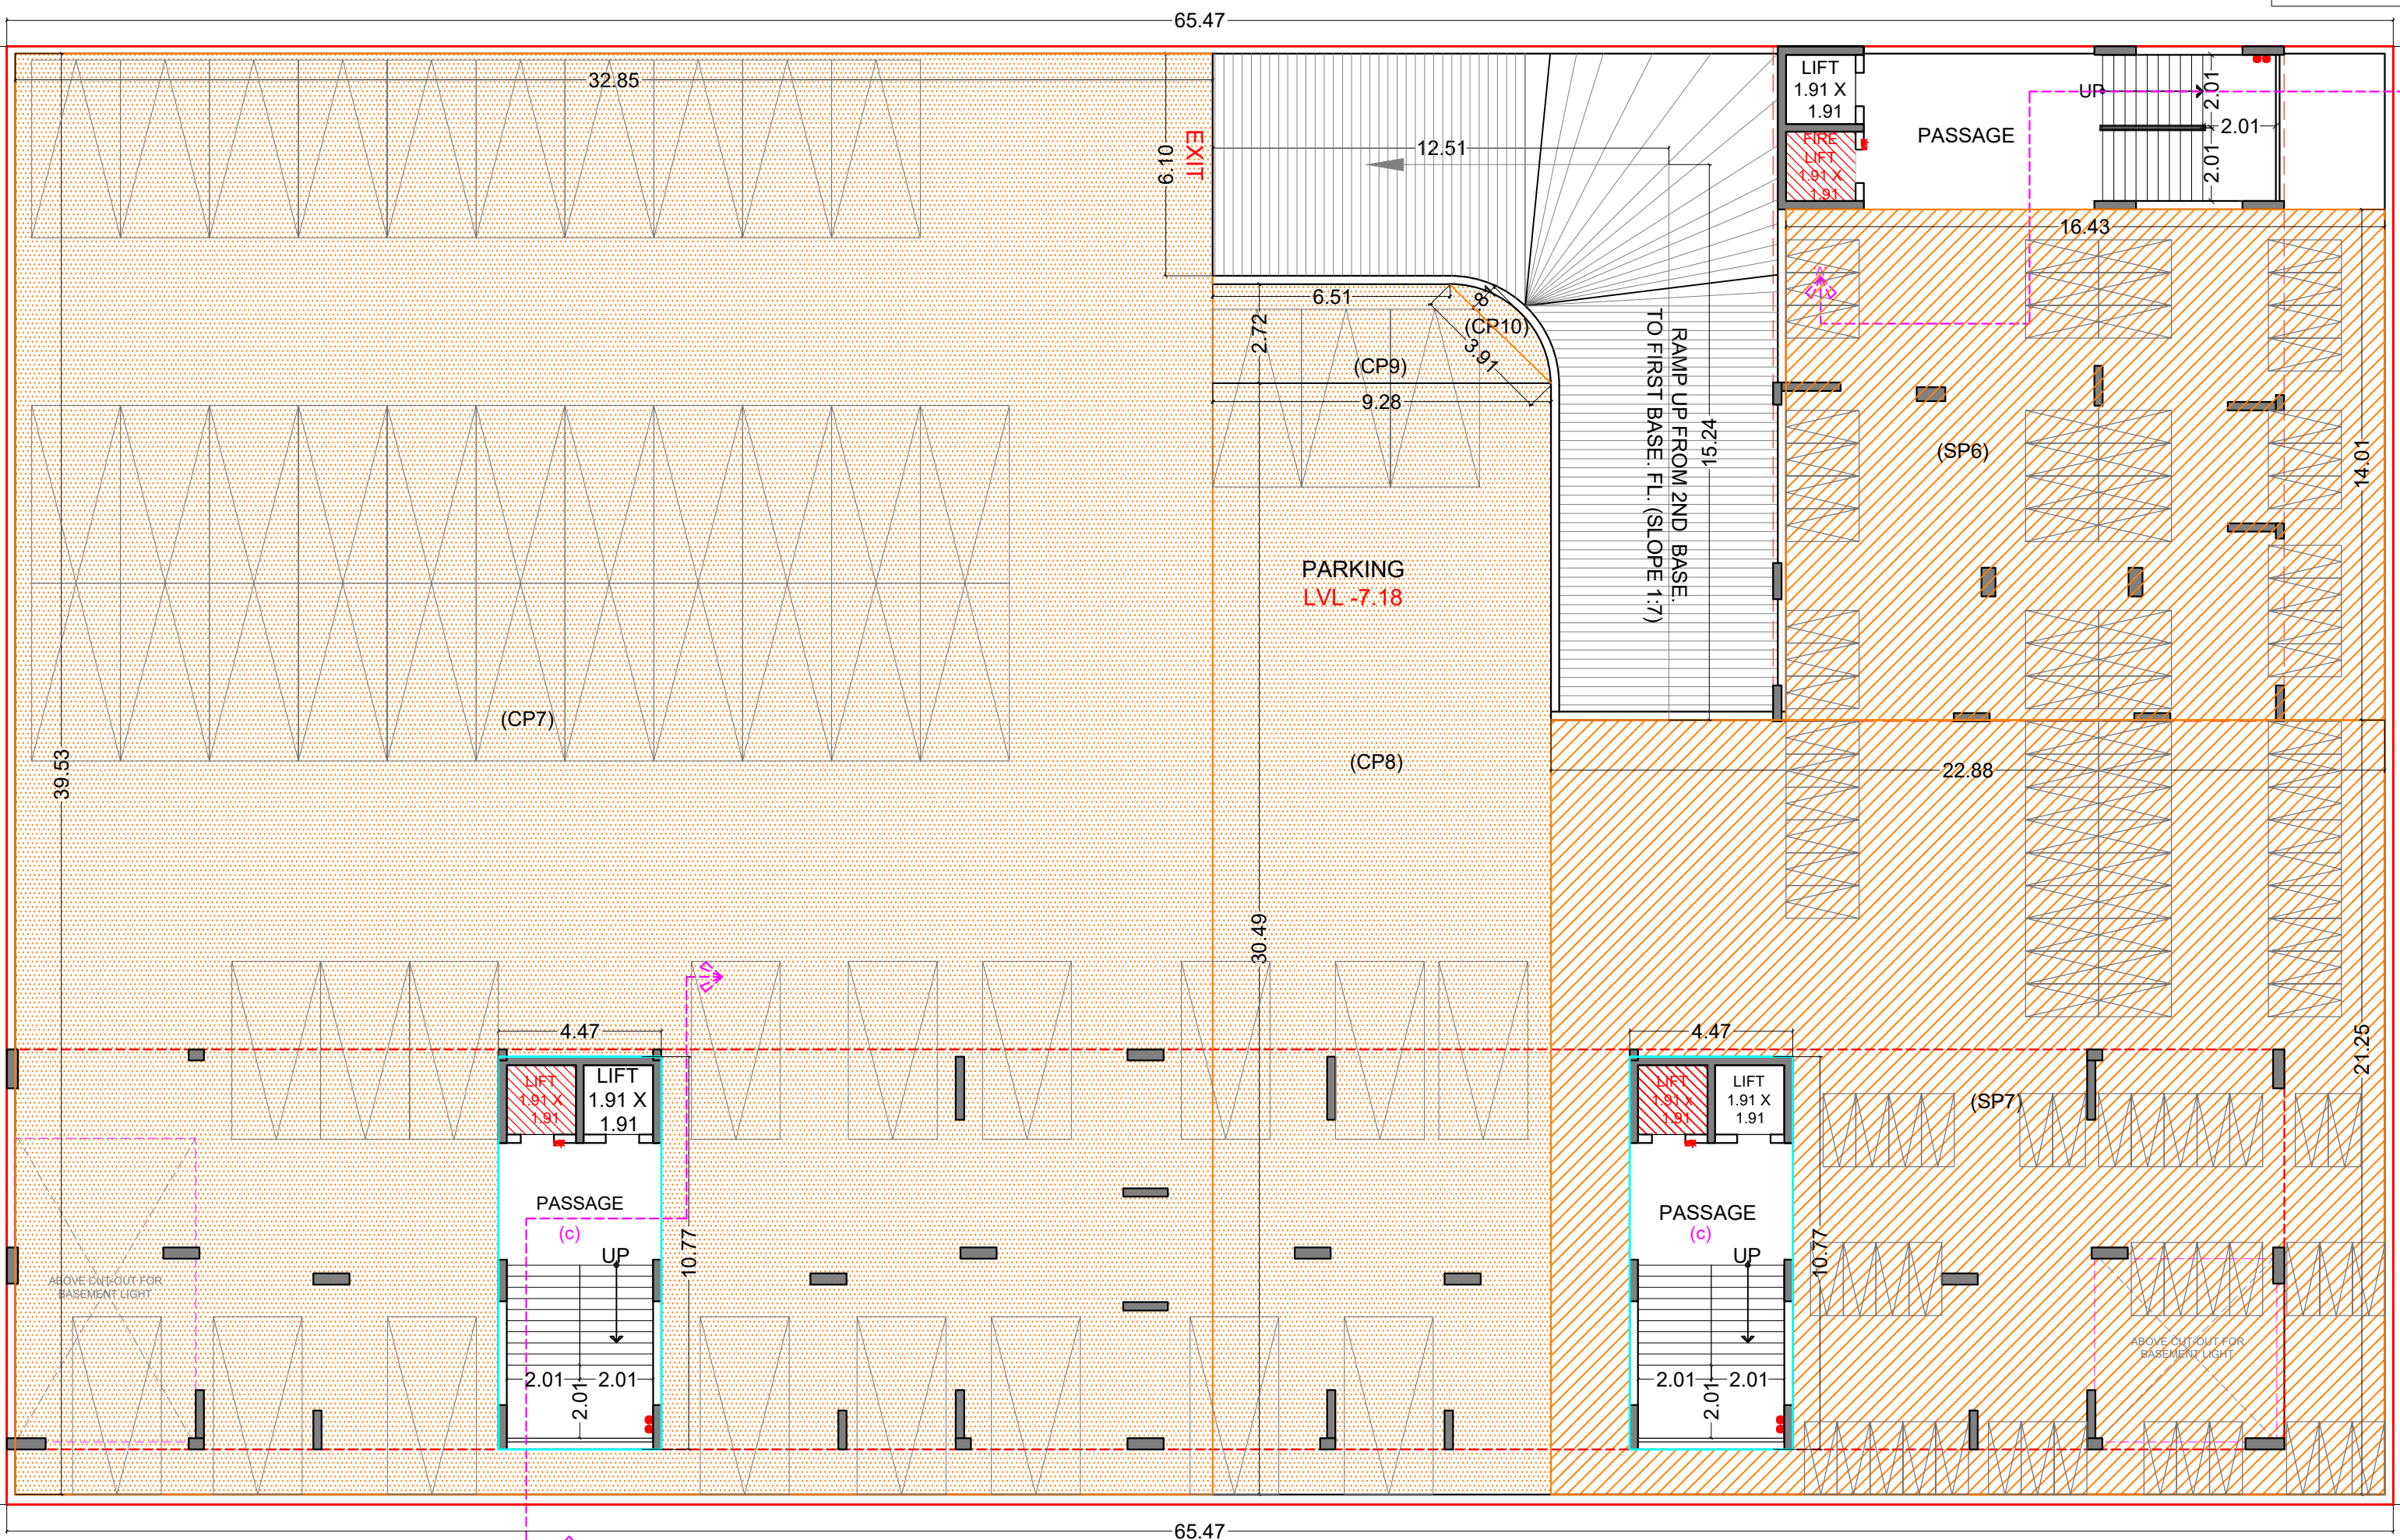 65.47
32.85
LIFT
1.91 X
1.91
UP
2.01
2.01
2.01
PASSAGE
FIRE
LIFT
1.91 X
1.91
EXIT
6.10
12.51
16.43
6.51
.81
(CP10)
2.72
3.91
(CP9)
9.28
RAMP UP FROM 2ND BASE.
TO FIRST BASE. FL. (SLOPE 1:7)
15.24
(SP6)
14.01
PARKING
LVL -7.18
(CP7)
39.53
(CP8)
22.88
30.49
4.47
4.47
21.25
LIFT
1.91 X
1.91
LIFT
1.91 X
1.91
LIFT
1.91 x
1.91
LIFT
1.91 X
1.91
(SP7)
PASSAGE
(c)
UP
10.77
PASSAGE
(c)
UP
10.77
ABOVE CUT-OUT FOR
BASEMENT LIGHT
ABOVE CUT-OUT FOR
BASEMENT LIGHT
2.01
2.01
2.01
2.01
2.01
2.01
65.47